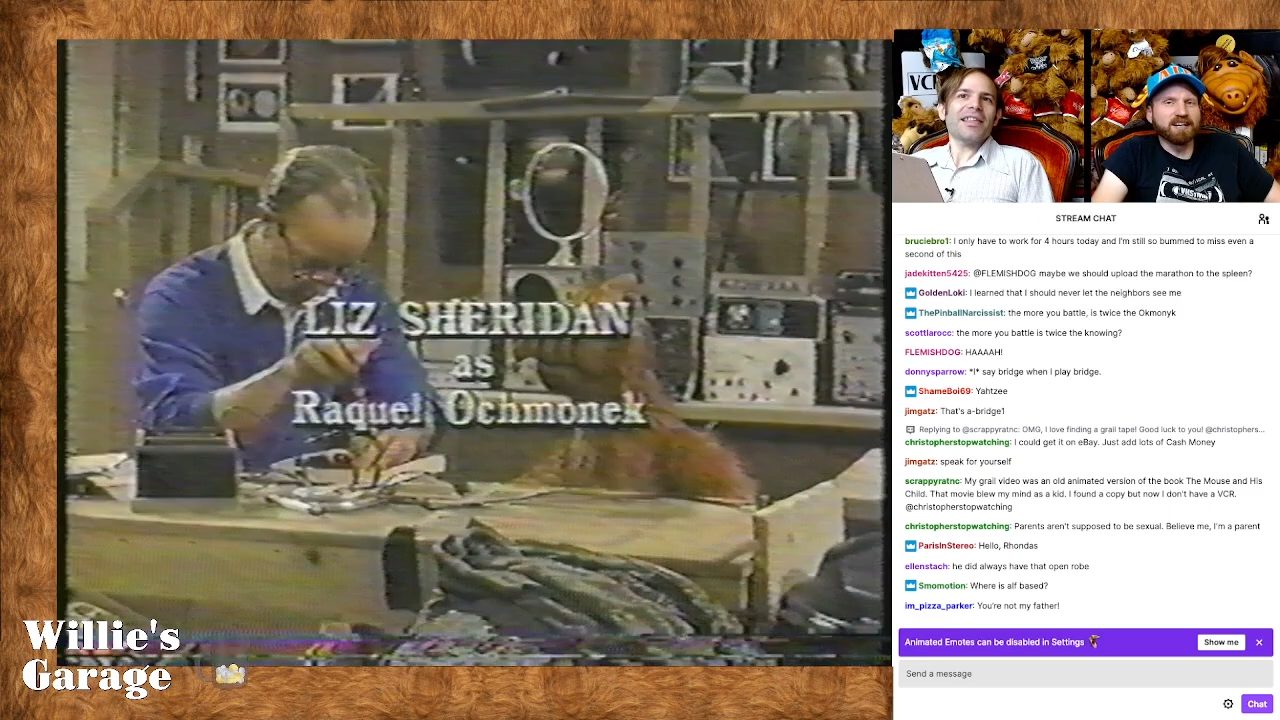 LIZ SHERIDAN
as
Raquel Ochmonek
Willie's
Garage
VCR
STREAM CHAT
bruciebro1: I only have to work for 4 hours today and I'm still so bummed to miss even a
second of this
jadekitten5425: @FLEMISHDOG maybe we should upload the marathon to the spleen?
GoldenLoki: I learned that I should never let the neighbors see me
ThePinballNarcissist: the more you battle, is twice the Okmonyk
scottlarocc: the more you battle is twice the knowing?
FLEMISHDOG: HAAAAH!
donnysparrow: *I* say bridge when I play bridge.
ShameBoi69: Yahtzee
jimgatz: That's a-bridge1
Replying to @scrappyratnc: OMG, I love finding a grail tape! Good luck to you! @christophers...
christopherstopwatching: I could get it on eBay. Just add lots of Cash Money
jimgatz: speak for yourself
scrappyratnc: My grail video was an old animated version of the book The Mouse and His
Child. That movie blew my mind as a kid. I found a copy but now I don't have a VCR.
@christopherstopwatching
christopherstopwatching: Parents aren't supposed to be sexual. Believe me, I'm a parent
ParisInStereo: Hello, Rhondas
ellenstach: he did always have that open robe
Smomotion: Where is alf based?
im_pizza_parker: You're not my father!
Animated Emotes can be disabled in Settings
Show me
Send a message
Chat